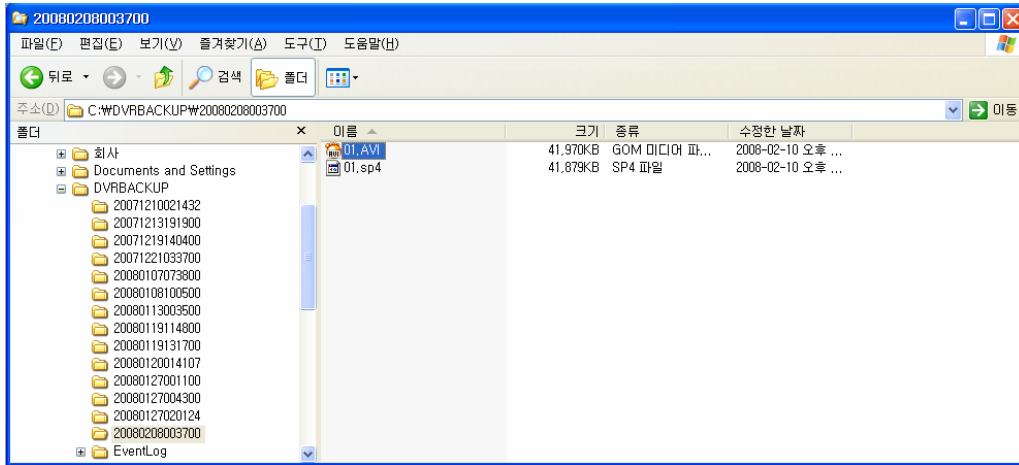 20080208003700
파일(F) 편집(E) 보기(V) 즐겨찾기(A) 도구(T) 도움말(H)
뒤로 검색 폴더
주소(D) C:₩DVRBACKUP₩20080208003700 이동
폴더 이름 크기 종류 수정한 날짜
회사
Documents and Settings
DVRBACKUP
20071210021432
20071213191900
20071219140400
20071221033700
20080107073800
20080108100500
20080113003500
20080119114800
20080119131700
20080120014107
20080127001100
20080127004300
20080127020124
20080208003700
EventLog
01.AVI 41,970KB GOM 미디어 파... 2008-02-10 오후 ...
01.sp4 41,879KB SP4 파일 2008-02-10 오후 ...